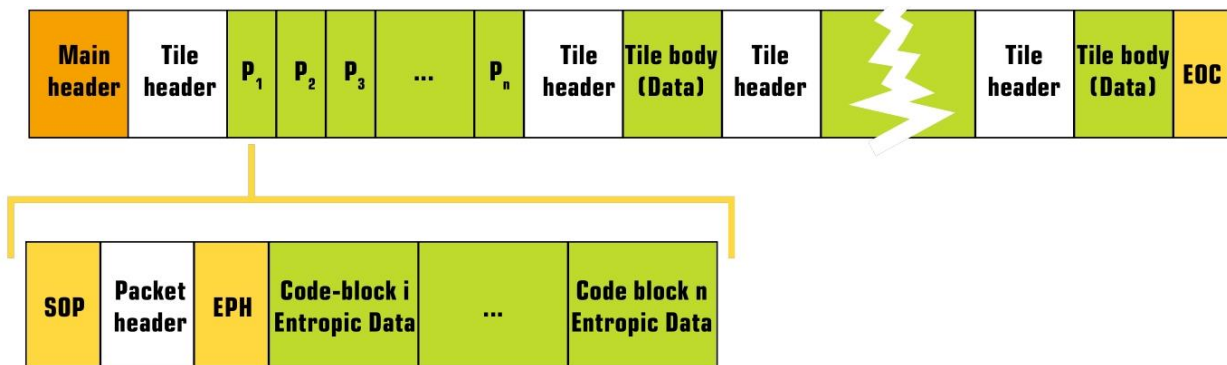 Main header
Tile header
P1
P2
P3
...
Pn
Tile header
Tile body (Data)
Tile header
Tile header
Tile body (Data)
EOC
SOP
Packet header
EPH
Code-block i Entropic Data
...
Code block n Entropic Data